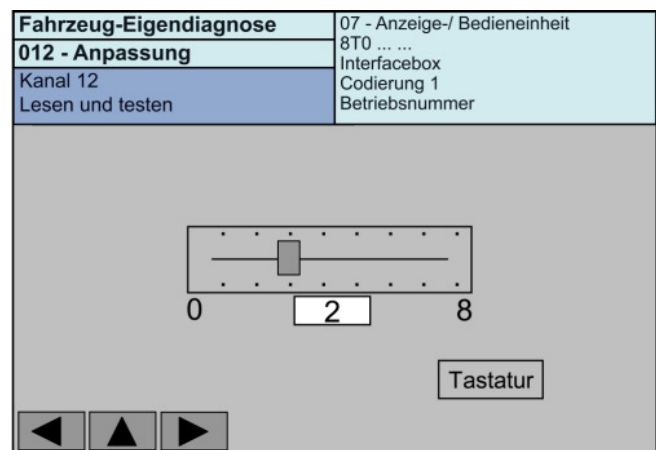 Fahrzeug-Eigendiagnose
012 - Anpassung
Kanal 12
Lesen und testen
07 - Anzeige-/ Bedieneinheit
8T0 ... ...
Interfacebox
Codierung 1
Betriebsnummer
0
2
8
Tastatur